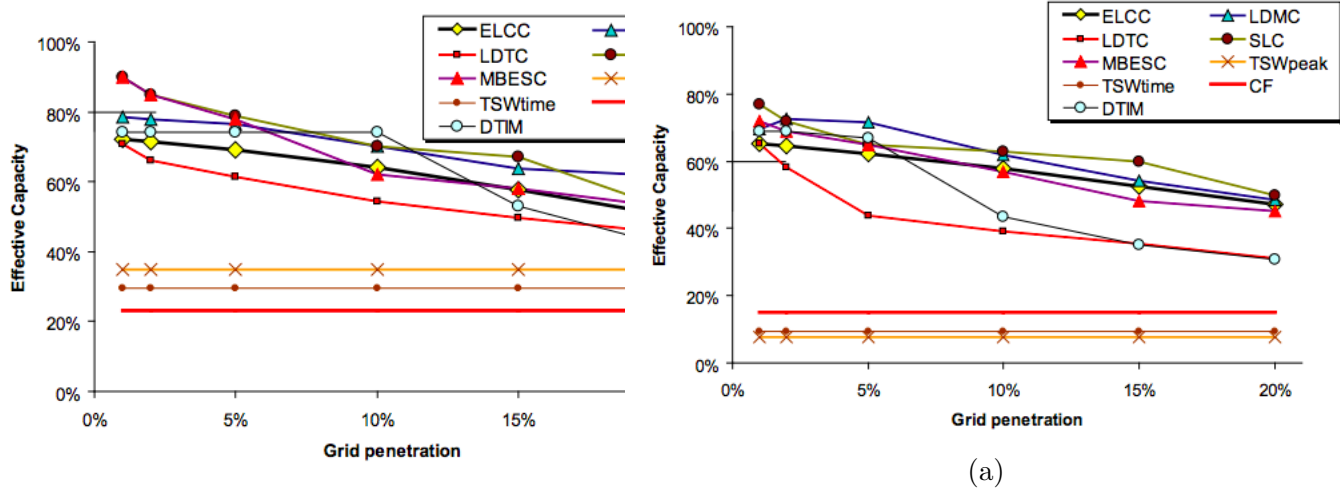 ELCC
LDTC
MBESC
TSWtime
DTIM
100%
80%
60%
40%
20%
0%
0%
5%
10%
15%
Effective Capacity
Grid penetration
ELCC
LDMC
LDTC
SLC
MBESC
TSWpeak
TSWtime
CF
DTIM
100%
80%
60%
40%
20%
0%
0%
5%
10%
15%
20%
Effective Capacity
Grid penetration
(a)